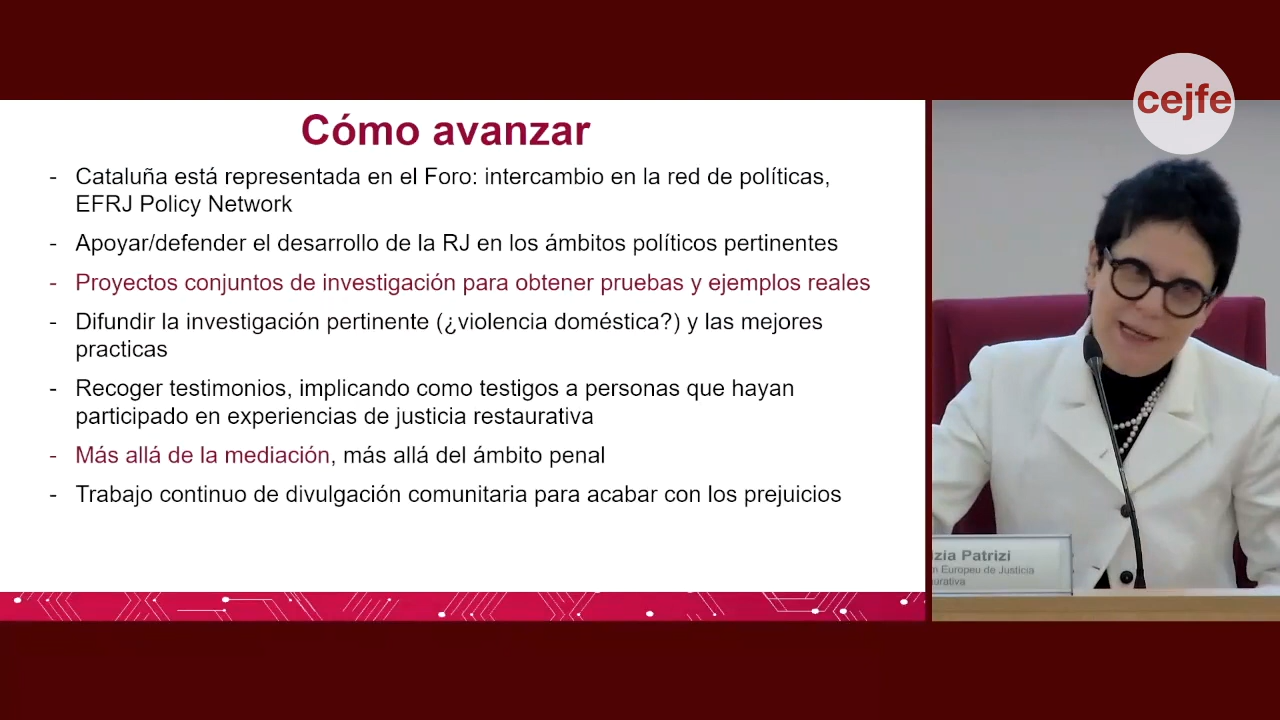 cejfe
Cómo avanzar
- Cataluña está representada en el Foro: intercambio en la red de políticas,
EFRJ Policy Network
- Apoyar/defender el desarrollo de la RJ en los ámbitos políticos pertinentes
- Proyectos conjuntos de investigación para obtener pruebas y ejemplos reales
- Difundir la investigación pertinente (¿violencia doméstica?) y las mejores
practicas
- Recoger testimonios, implicando como testigos a personas que hayan
participado en experiencias de justicia restaurativa
- Más allá de la mediación, más allá del ámbito penal
- Trabajo continuo de divulgación comunitaria para acabar con los prejuicios
izia Patrizi
m Europeu de Justicia
aurativa